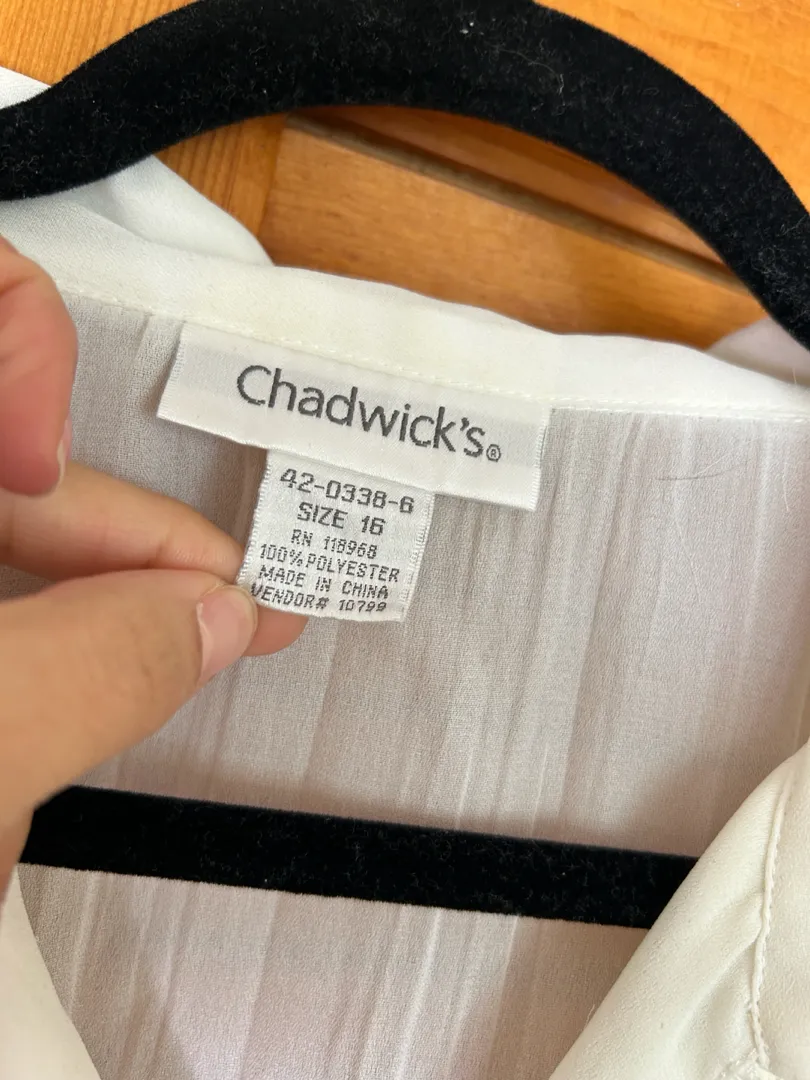 Chadwick's®
42-0338-6
SIZE 16
RN 118968
100% POLYESTER
MADE IN CHINA
VENDOR# 10799